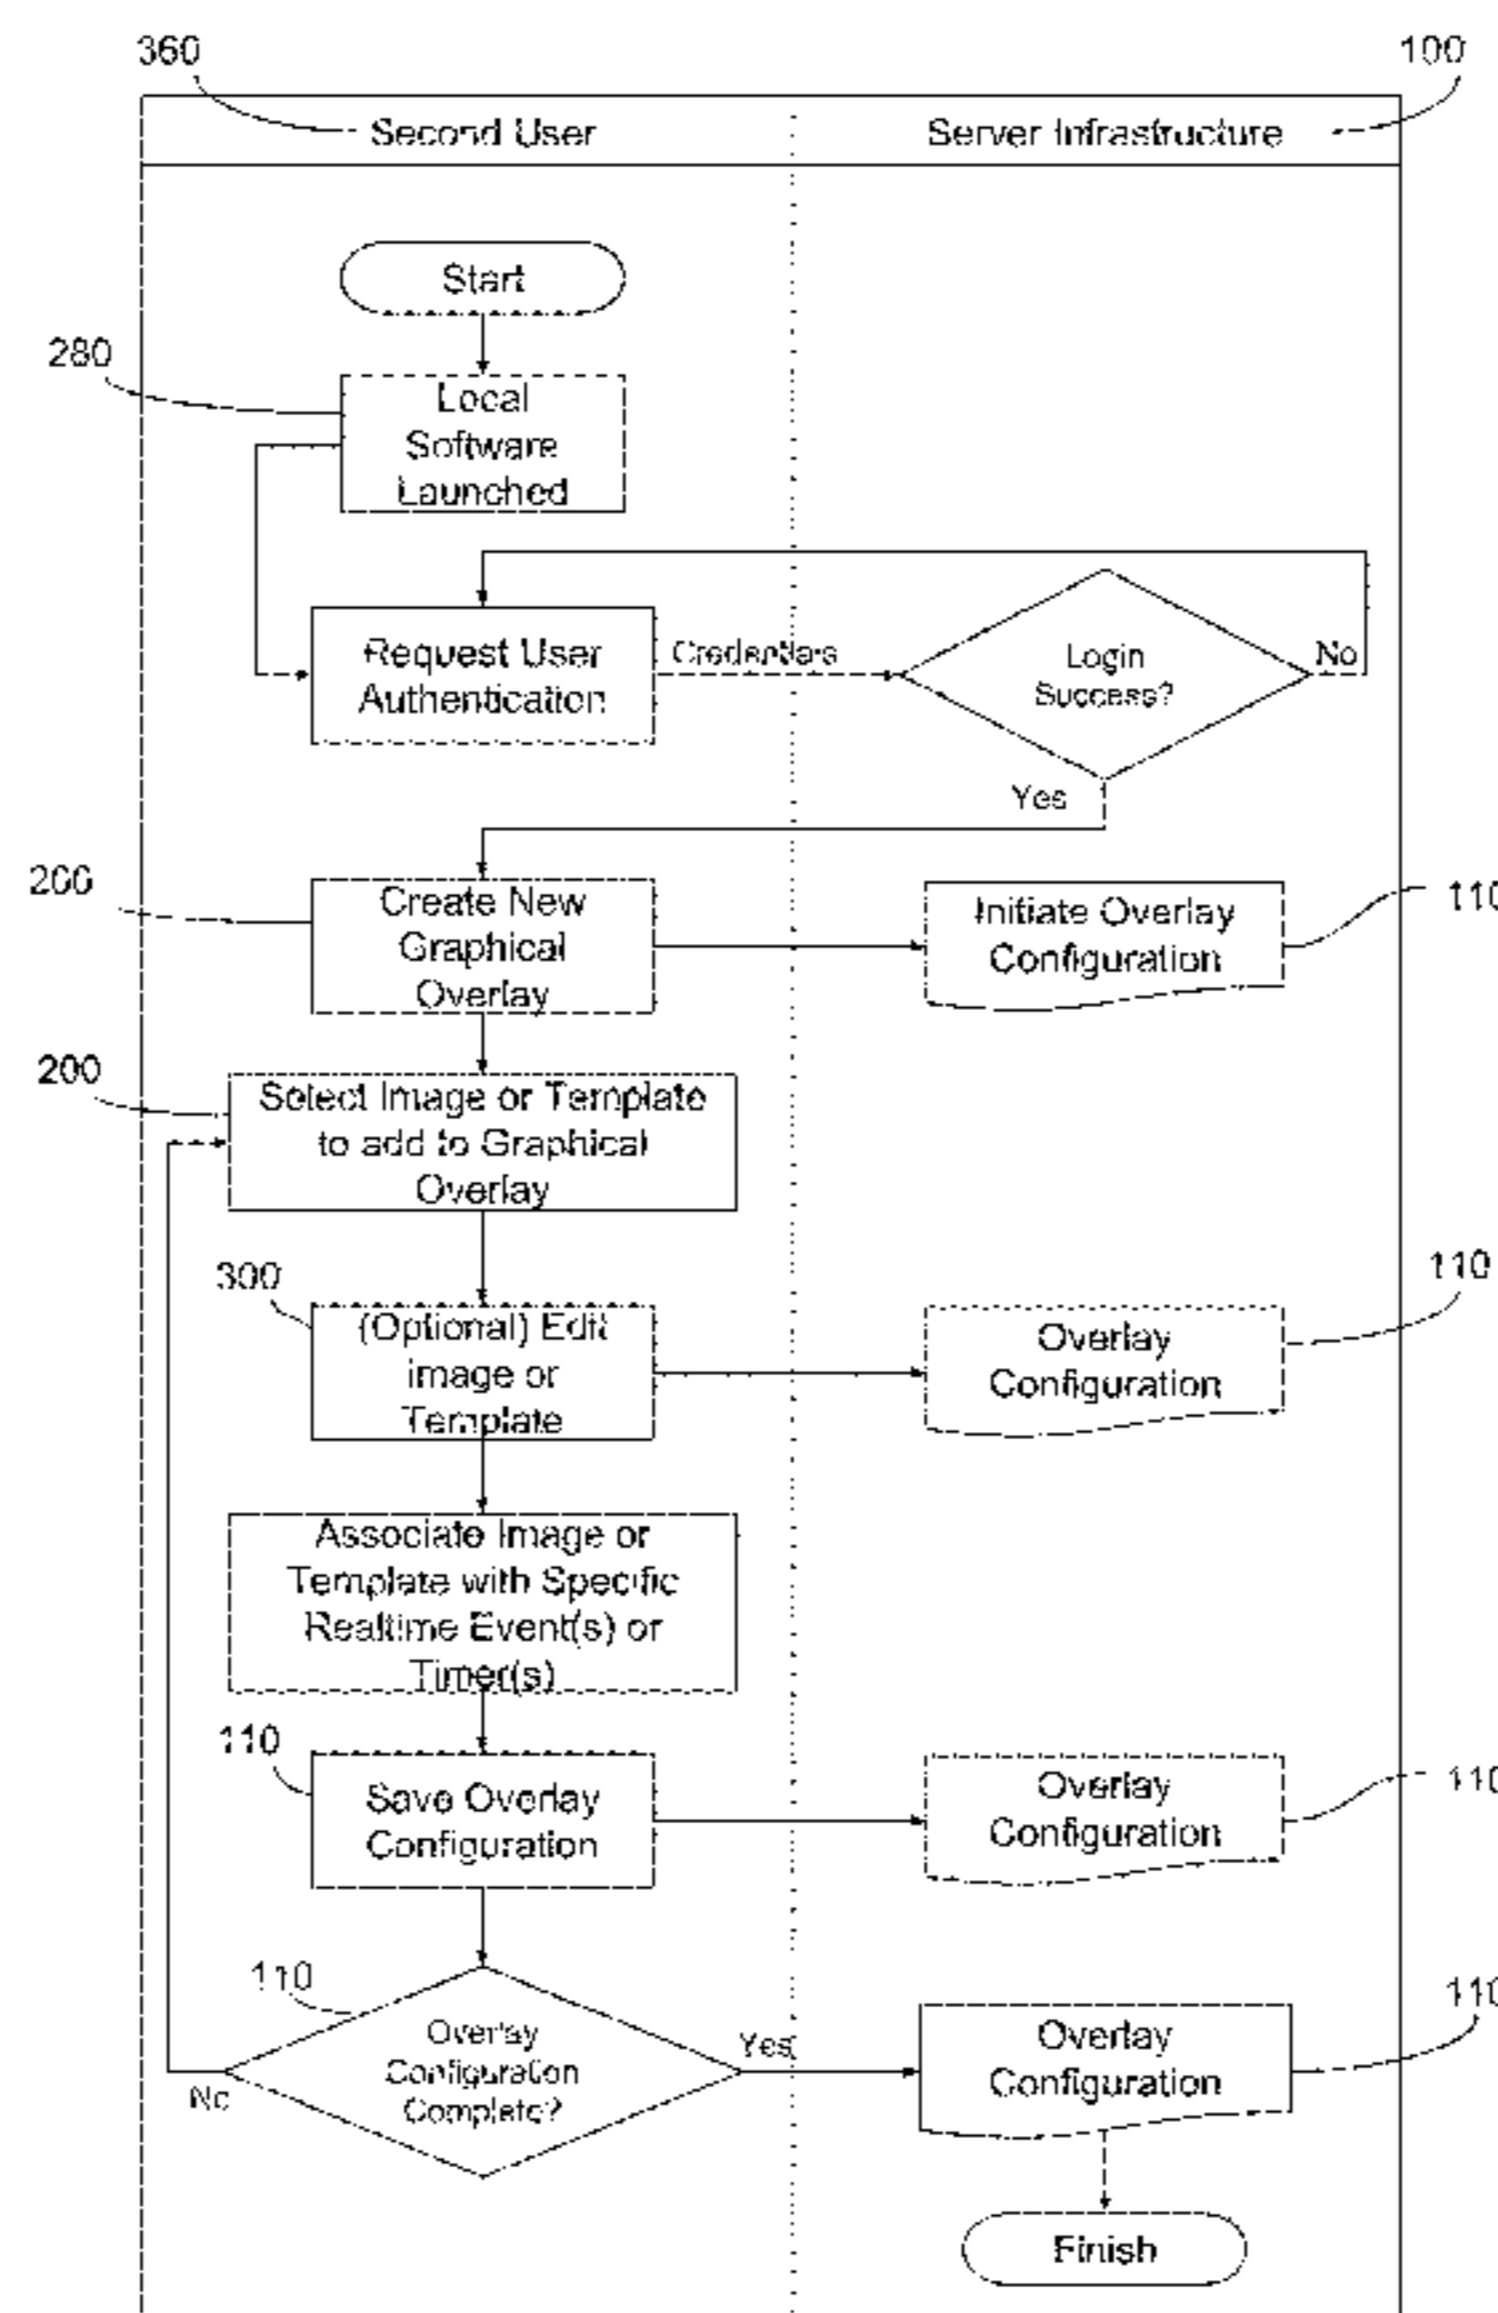 360
100
Second User
Server Infrastructure
Start
280
Local
Software
Launched
Request User
Authentication
Credentials
Login
Success?
No
Yes
200
Create New
Graphical
Overlay
Initiate Overlay
Configuration
110
200
Select Image or Template
to add to Graphical
Overlay
300
(Optional) Edit
image or
Template
Overlay
Configuration
110
Associate Image or
Template with Specific
Realtime Event(s) or
Timer(s)
110
Save Overlay
Configuration
Overlay
Configuration
110
110
Overlay
Configuration
Complete?
No
Yes
Overlay
Configuration
110
Finish